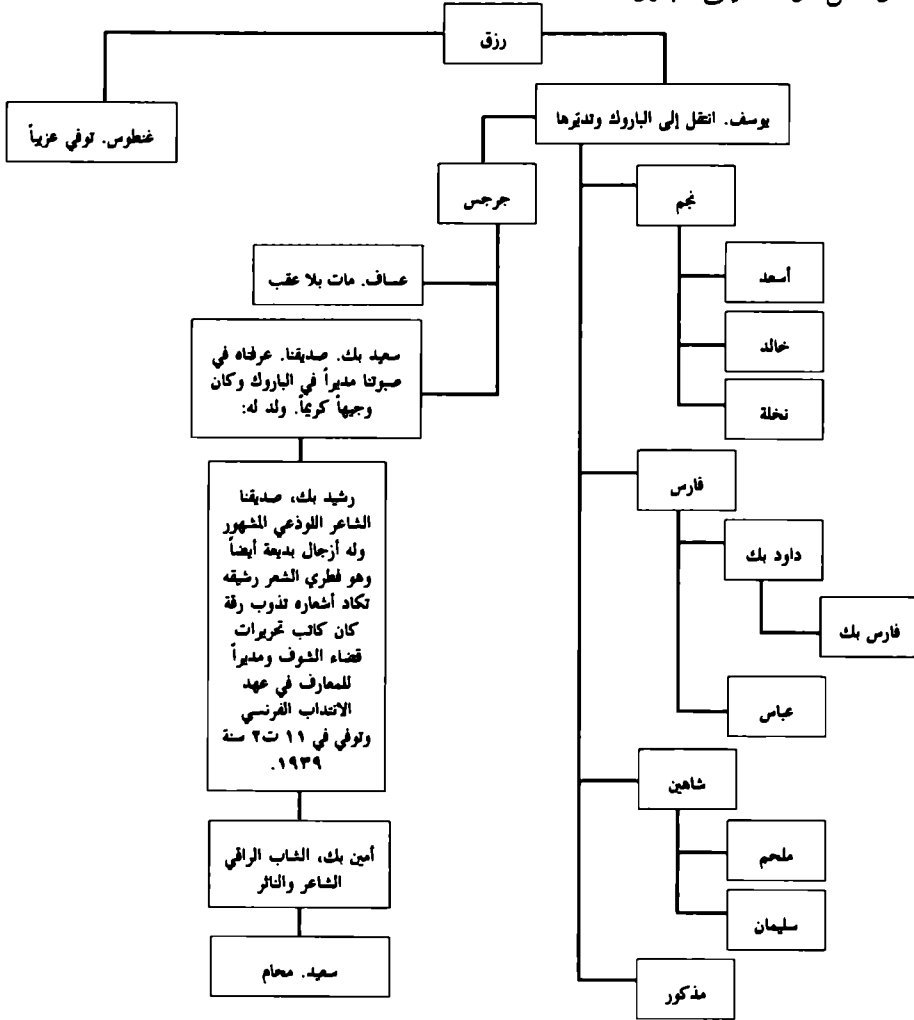 رزق
غنطوس. توفي عزيباً
يوسف. انتقل إلى الباروك وتديّرها
جرجس
عساف. مات بلا عقب
سعيد بك. صديقنا. عرفناه في
صبوتنا مديراً في الباروك وكان
وجيهاً كريماً. ولد له:
رشيد بك، صديقنا
الشاعر اللوذعي المشهور
وله أزجال بديعة أيضاً
وهو فطري الشعر رشيقه
تكاد أشعاره تذوب رقة
كان كاتب تحريرات
قضاء الشوف ومديراً
للمعارف في عهد
الانتداب الفرنسي
وتوفي في ١١ ت٢ سنة
١٩٣٩.
أمين بك، الشاب الراقي
الشاعر والناثر
سعيد. محام
نجم
أسعد
خالد
نخلة
فارس
داود بك
فارس بك
عباس
شاهين
ملحم
سليمان
مذكور